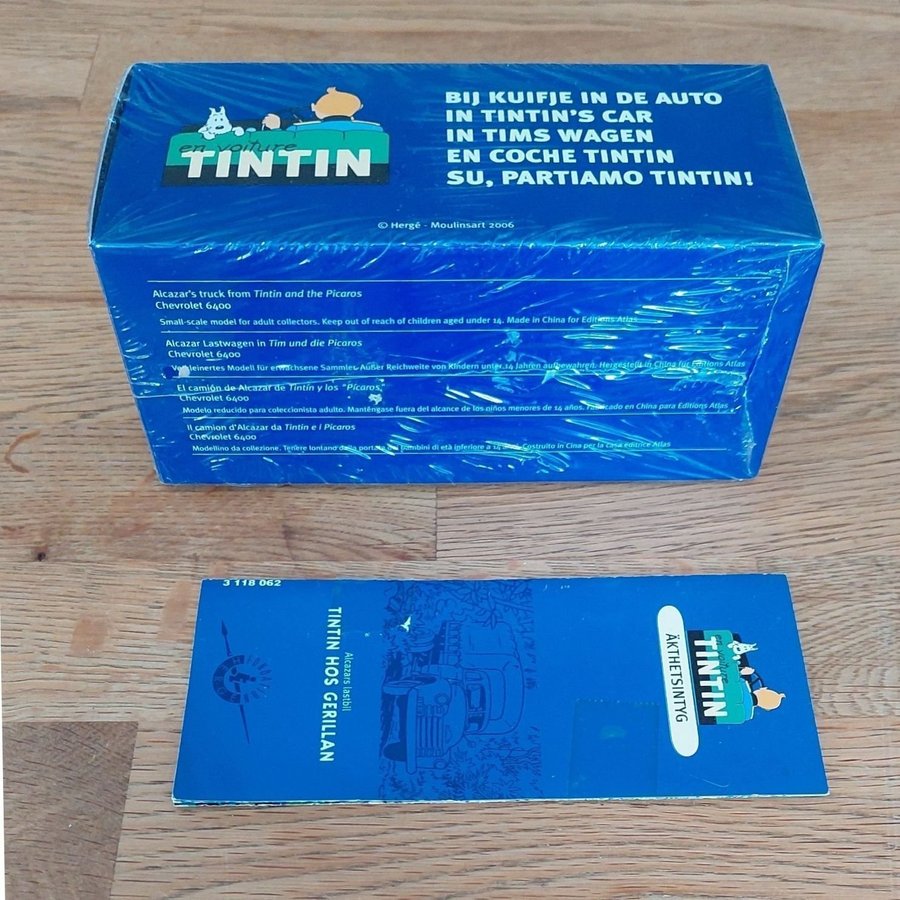 en voiture
TINTIN
BIJ KUIFJE IN DE AUTO
IN TINTIN'S CAR
IN TIMS WAGEN
EN COCHE TINTIN
SU, PARTIAMO TINTIN!
© Hergé - Moulinsart 2006
Alcazar's truck from Tintin and the Picaros
Chevrolet 6400
Small-scale model for adult collectors. Keep out of reach of children aged under 14. Made in China for Editions Atlas
Alcazar Lastwagen in Tim und die Picaros
Chevrolet 6400
Verkleinertes Modell für erwachsene Sammler. Außer Reichweite von Kindern unter 14 Jahren aufbewahren. Hergestellt in China für Editions Atlas
El camión de Alcazar de Tintín y los "Pícaros"
Chevrolet 6400
Modelo reducido para coleccionista adulto. Manténgase fuera del alcance de los niños menores de 14 años. Fabricado en China para Editions Atlas
Il camion d'Alcazar da Tintin e i Picaros
Chevrolet 6400
Modellino da collezione. Tenere lontano dalla portata dei bambini di età inferiore a 14 anni. Costruito in Cina per la casa editrice Atlas
3 118 062
Alcazars lastbil
TINTIN HOS GERILLAN
ÄKTHETSINTYG
en voiture
TINTIN